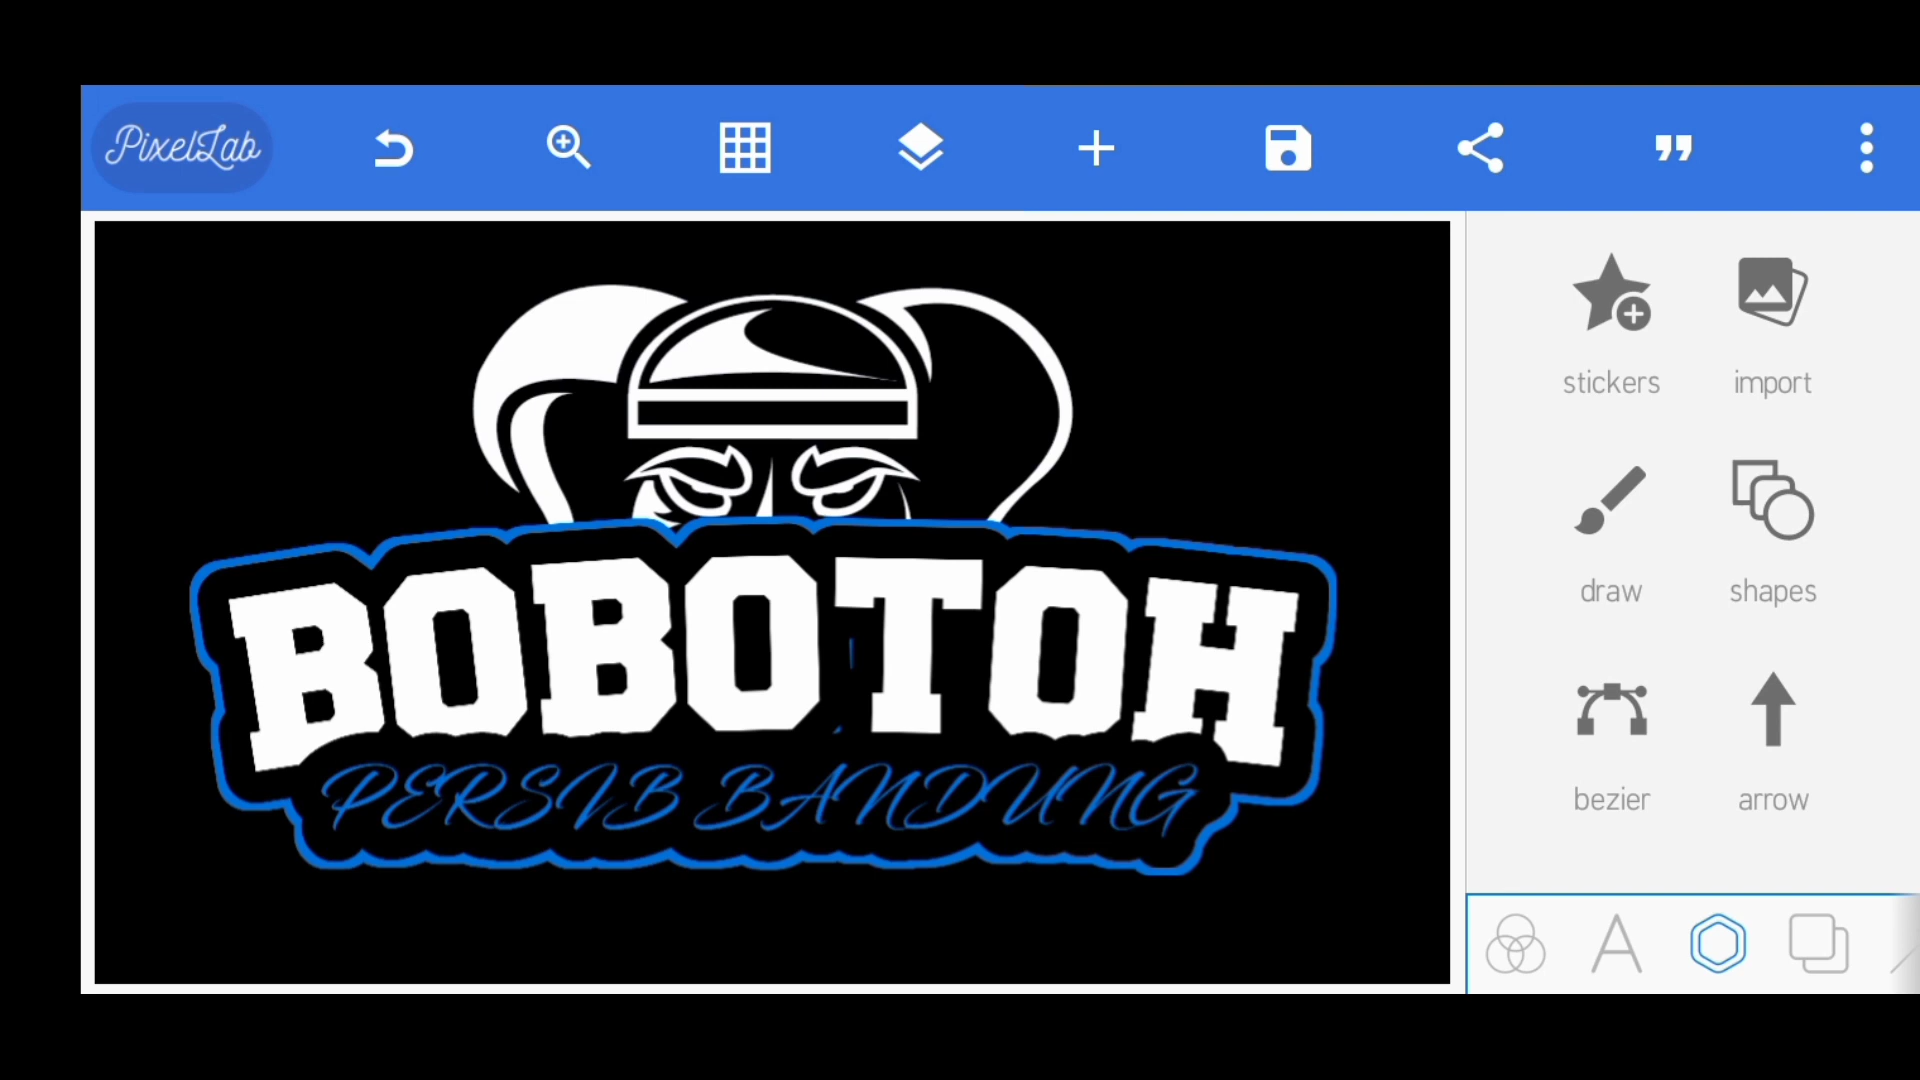 PixelLab
stickers
import
draw
shapes
bezier
arrow
BOBOTOH
PERSIB BANDUNG